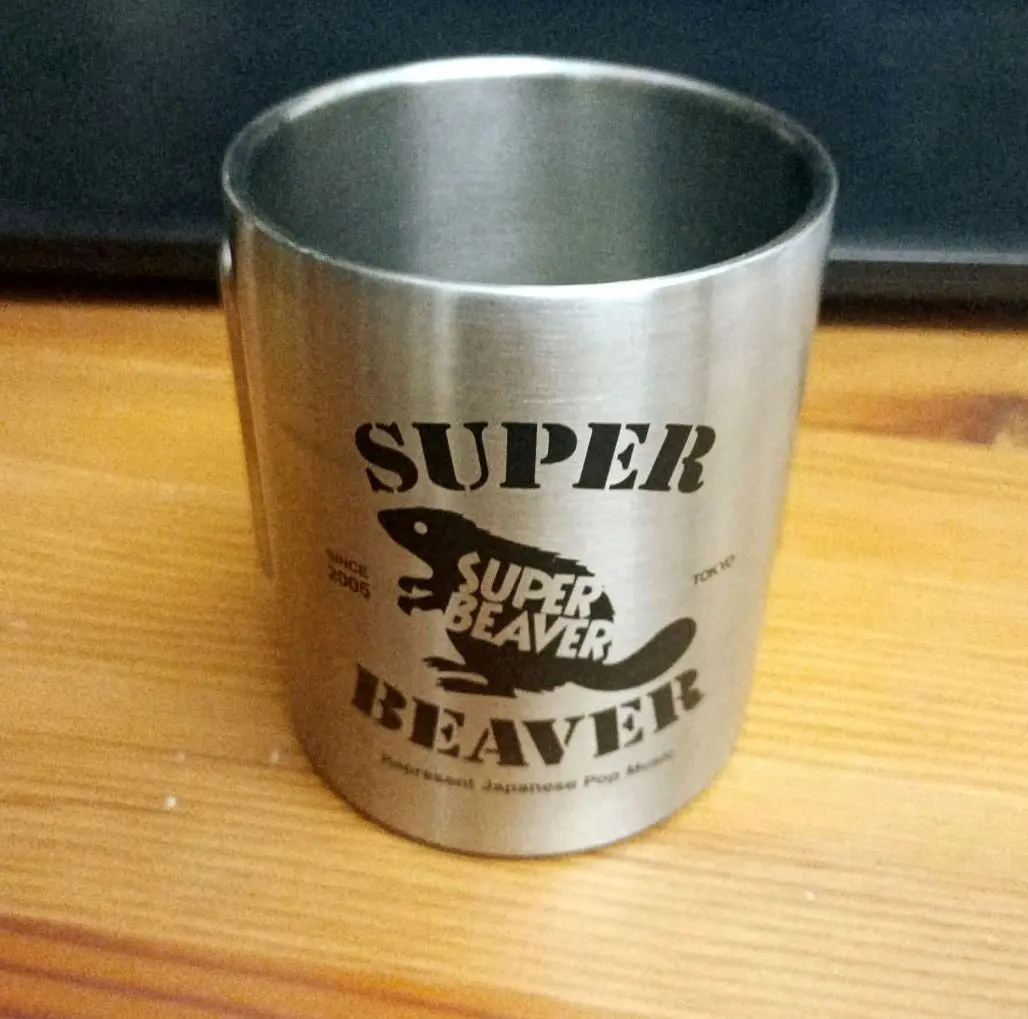 SUPER
SINCE
2005
SUPER
BEAVER
TOKYO
BEAVER
Represent Japanese Pop Music